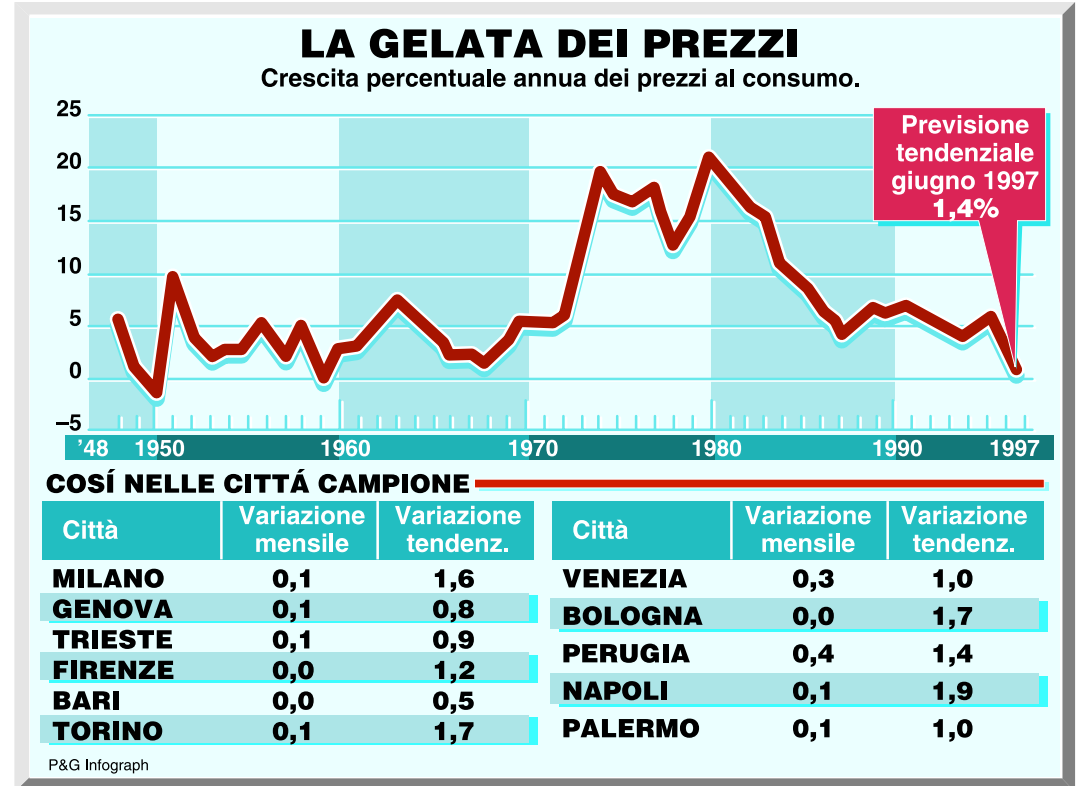 LA GELATA DEI PREZZI
Crescita percentuale annua dei prezzi al consumo.
25
20
15
10
5
0
–5
Previsione
tendenziale
giugno 1997
1,4%
'48 1950 1960 1970 1980 1990 1997
COSÍ NELLE CITTÁ CAMPIONE
Città Variazione mensile Variazione tendenz.
MILANO 0,1 1,6
GENOVA 0,1 0,8
TRIESTE 0,1 0,9
FIRENZE 0,0 1,2
BARI 0,0 0,5
TORINO 0,1 1,7
Città Variazione mensile Variazione tendenz.
VENEZIA 0,3 1,0
BOLOGNA 0,0 1,7
PERUGIA 0,4 1,4
NAPOLI 0,1 1,9
PALERMO 0,1 1,0
P&G Infograph